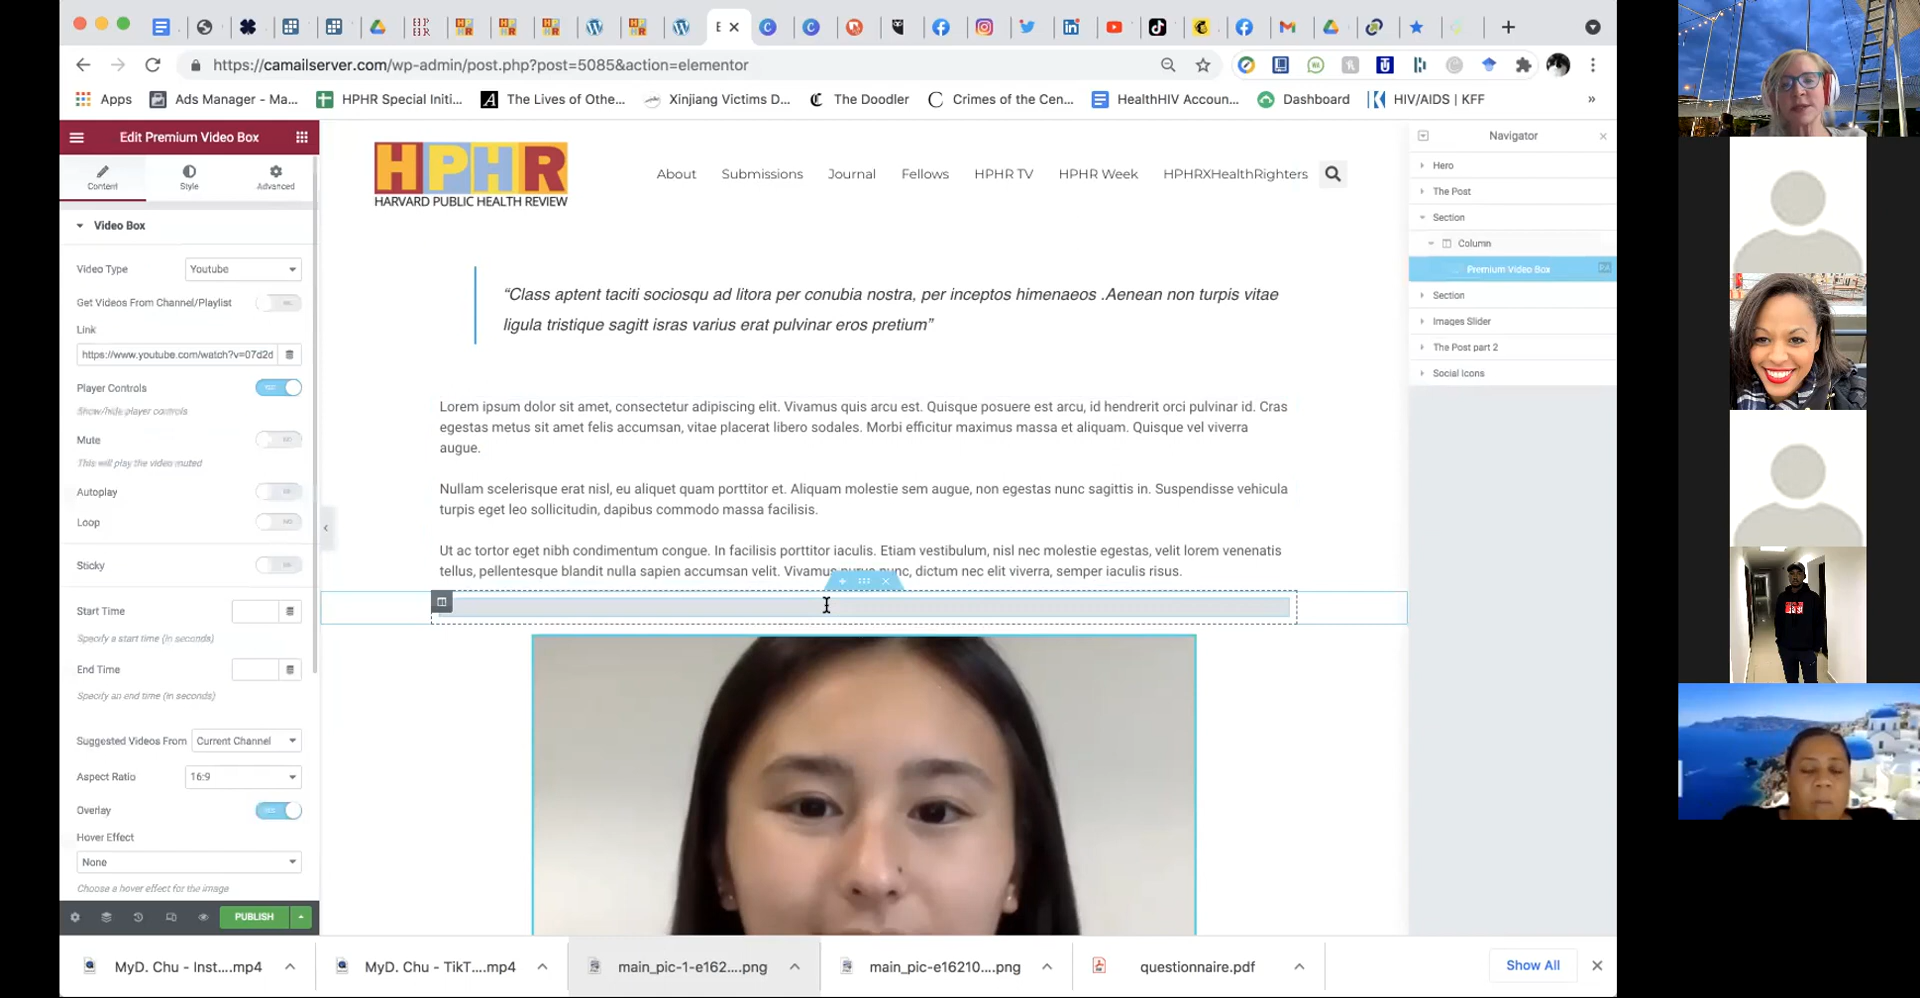 https://camailserver.com/wp-admin/post.php?post=5085&action=elementor
Apps
Ads Manager - Ma...
HPHR Special Initi...
The Lives of Othe...
Xinjiang Victims D...
The Doodler
Crimes of the Cen...
HealthHIV Accoun...
Dashboard
HIV/AIDS | KFF
»
Edit Premium Video Box
Content
Style
Advanced
Video Box
Video Type
Youtube
Get Videos From Channel/Playlist
Link
https://www.youtube.com/watch?v=07d2d
Player Controls
YES
Show/hide player controls
Mute
NO
This will play the video muted
Autoplay
Loop
NO
Sticky
Start Time
Specify a start time (in seconds)
End Time
Specify an end time (in seconds)
Suggested Videos From
Current Channel
Aspect Ratio
16:9
Overlay
YES
Hover Effect
None
Choose a hover effect for the image
PUBLISH
HPHR
HARVARD PUBLIC HEALTH REVIEW
About
Submissions
Journal
Fellows
HPHR TV
HPHR Week
HPHRXHealthRighters
“Class aptent taciti sociosqu ad litora per conubia nostra, per inceptos himenaeos .Aenean non turpis vitae
ligula tristique sagitt isras varius erat pulvinar eros pretium”
Lorem ipsum dolor sit amet, consectetur adipiscing elit. Vivamus quis arcu est. Quisque posuere est arcu, id hendrerit orci pulvinar id. Cras
egestas metus sit amet felis accumsan, vitae placerat libero sodales. Morbi efficitur maximus massa et aliquam. Quisque vel viverra
augue.
Nullam scelerisque erat nisl, eu aliquet quam porttitor et. Aliquam molestie sem augue, non egestas nunc sagittis in. Suspendisse vehicula
turpis eget leo sollicitudin, dapibus commodo massa facilisis.
Ut ac tortor eget nibh condimentum congue. In facilisis porttitor iaculis. Etiam vestibulum, nisl nec molestie egestas, velit lorem venenatis
tellus, pellentesque blandit nulla sapien accumsan velit. Vivamus purus nunc, dictum nec elit viverra, semper iaculis risus.
Navigator
Hero
The Post
Section
Column
Premium Video Box
Section
Images Slider
The Post part 2
Social Icons
MyD. Chu - Inst....mp4
MyD. Chu - TikT....mp4
main_pic-1-e162....png
main_pic-e16210....png
questionnaire.pdf
Show All